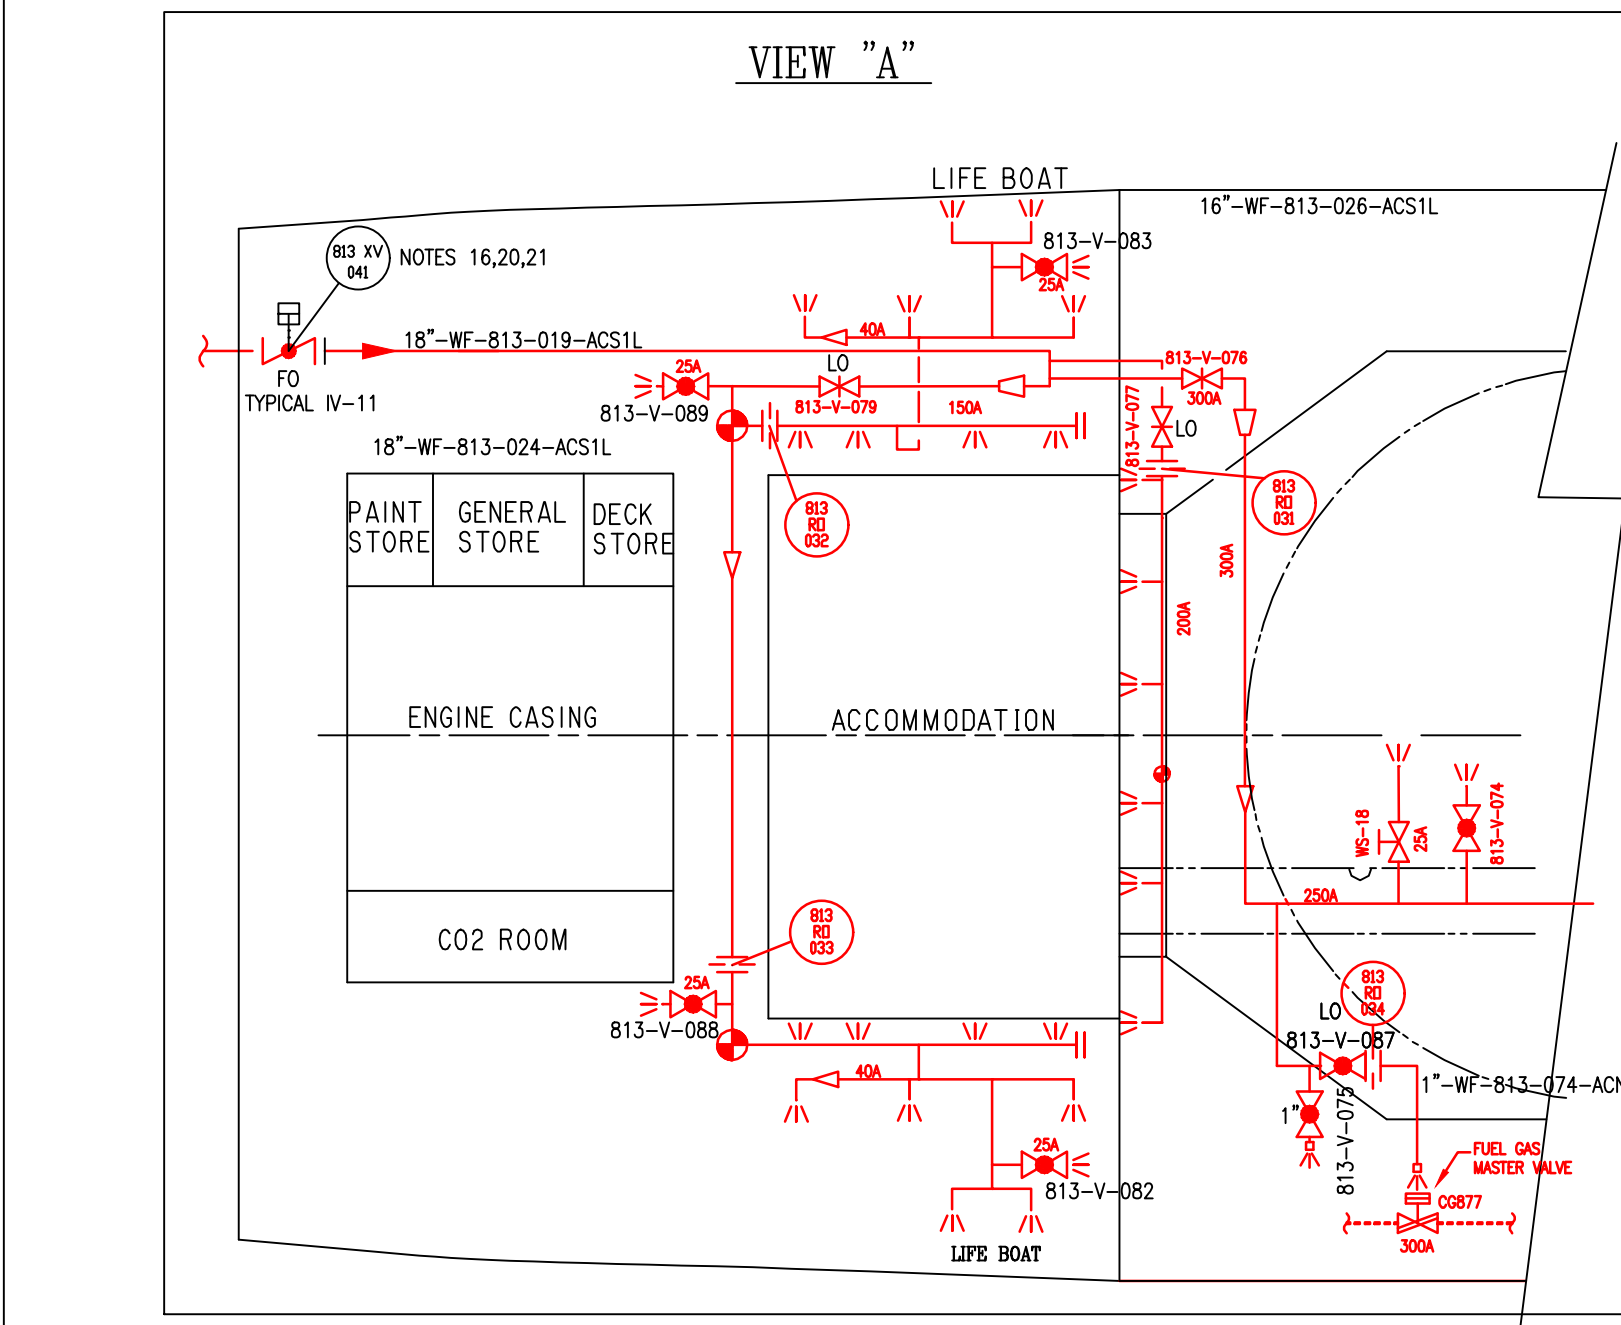 VIEW "A"
LIFE BOAT
16"-WF-813-026-ACS1L
813-V-083
25A
813 XV
041
NOTES 16,20,21
40A
18"-WF-813-019-ACS1L
FO
TYPICAL IV-11
25A
813-V-089
LO
813-V-079
150A
813-V-076
300A
813-V-077
LO
18"-WF-813-024-ACS1L
PAINT
STORE
GENERAL
STORE
DECK
STORE
813
RO
032
813
RO
031
300A
200A
ENGINE CASING
ACCOMMODATION
WS-18
25A
813-V-074
250A
CO2 ROOM
813
RO
033
25A
813-V-088
813
RO
034
LO
813-V-087
40A
1"-WF-813-074-ACN
1"
813-V-075
25A
813-V-082
FUEL GAS
MASTER VALVE
CG877
300A
LIFE BOAT